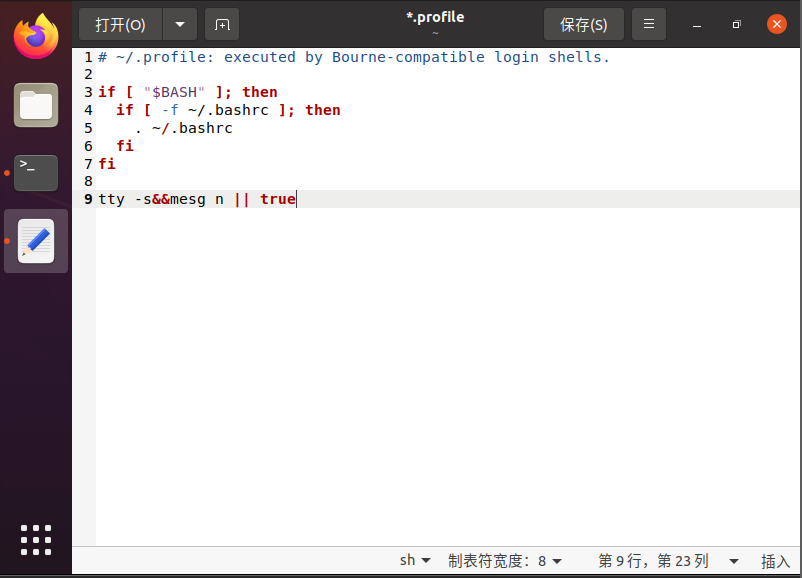 打开(O)
*.profile
~
保存(S)
>_
1 # ~/.profile: executed by Bourne-compatible login shells.
2
3 if [ "$BASH" ]; then
4   if [ -f ~/.bashrc ]; then
5     . ~/.bashrc
6   fi
7 fi
8
9 tty -s&&mesg n || true
sh 制表符宽度：8 第 9 行，第 23 列 插入